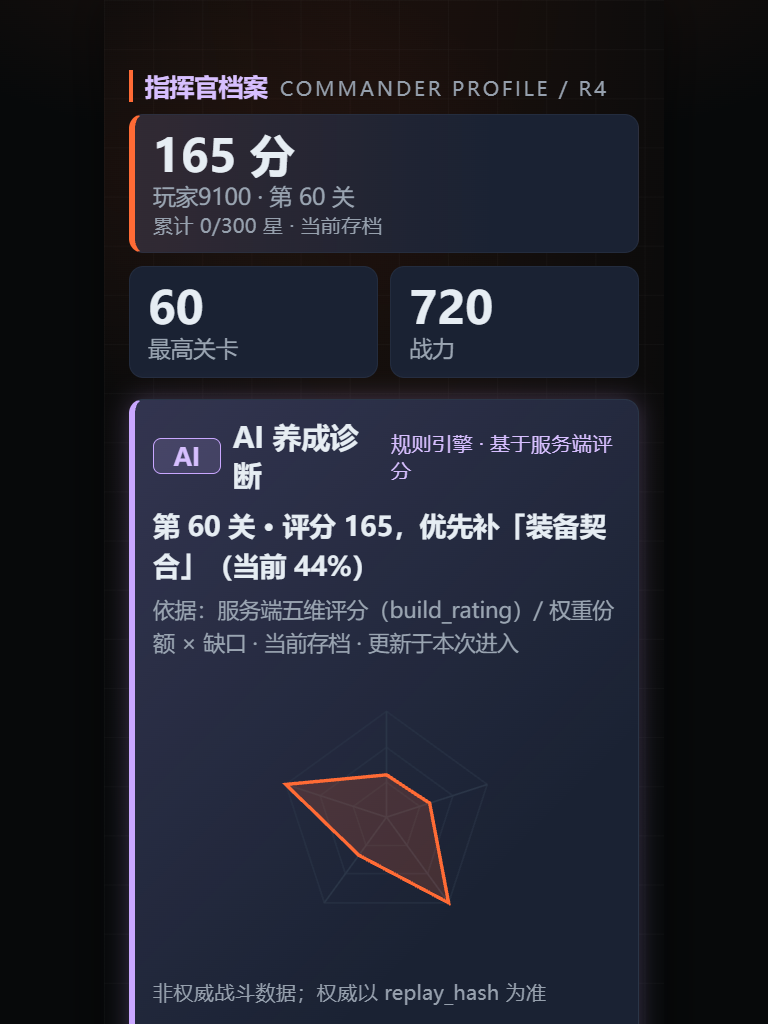 指挥官档案 COMMANDER PROFILE / R4
165 分
玩家9100 · 第 60 关
累计 0/300 星 · 当前存档
60
最高关卡
720
战力
AI
AI 养成诊
断
规则引擎 · 基于服务端评
分
第 60 关 • 评分 165，优先补「装备契
合」（当前 44%）
依据：服务端五维评分（build_rating）/ 权重份
额 × 缺口 · 当前存档 · 更新于本次进入
非权威战斗数据；权威以 replay_hash 为准